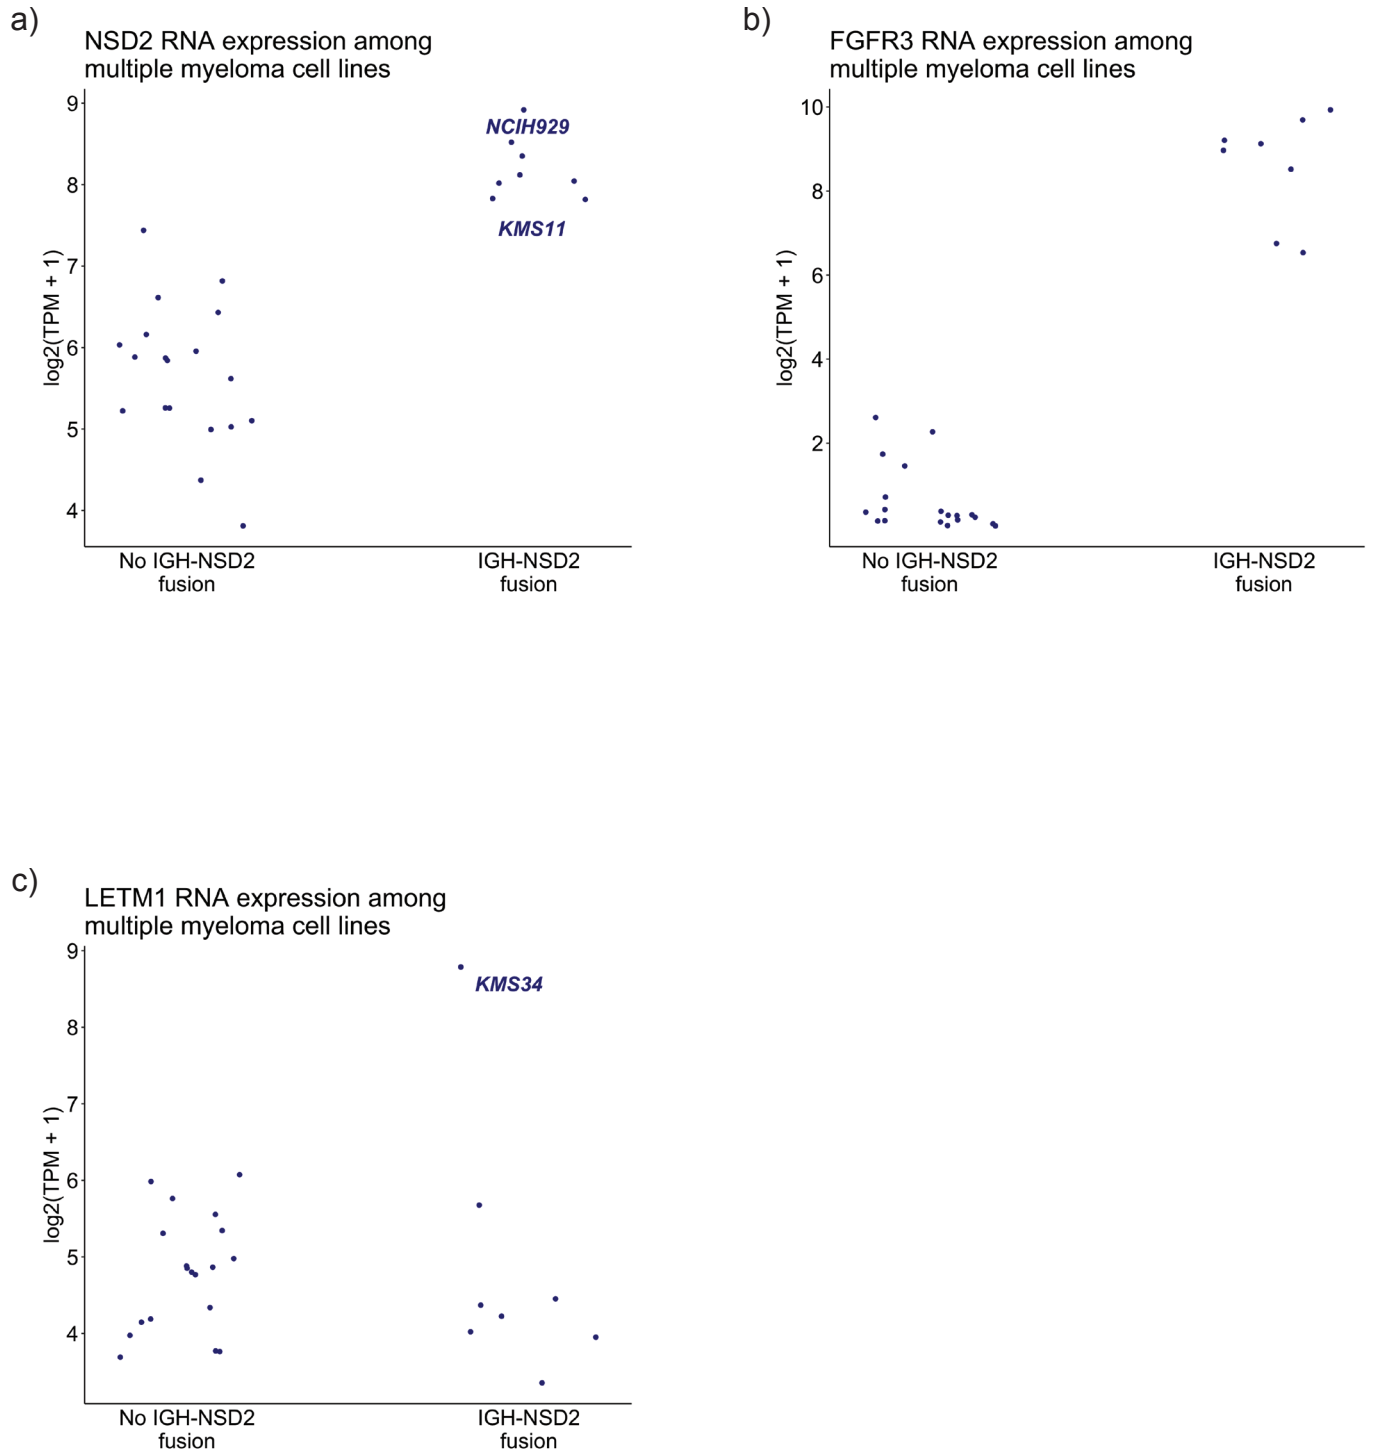 a)
NSD2 RNA expression among
multiple myeloma cell lines
9
8
7
6
5
4
log2(TPM + 1)
NCIH929
KMS11
No IGH-NSD2
fusion
IGH-NSD2
fusion
b)
FGFR3 RNA expression among
multiple myeloma cell lines
10
8
6
4
2
log2(TPM + 1)
No IGH-NSD2
fusion
IGH-NSD2
fusion
c)
LETM1 RNA expression among
multiple myeloma cell lines
9
8
7
6
5
4
log2(TPM + 1)
KMS34
No IGH-NSD2
fusion
IGH-NSD2
fusion